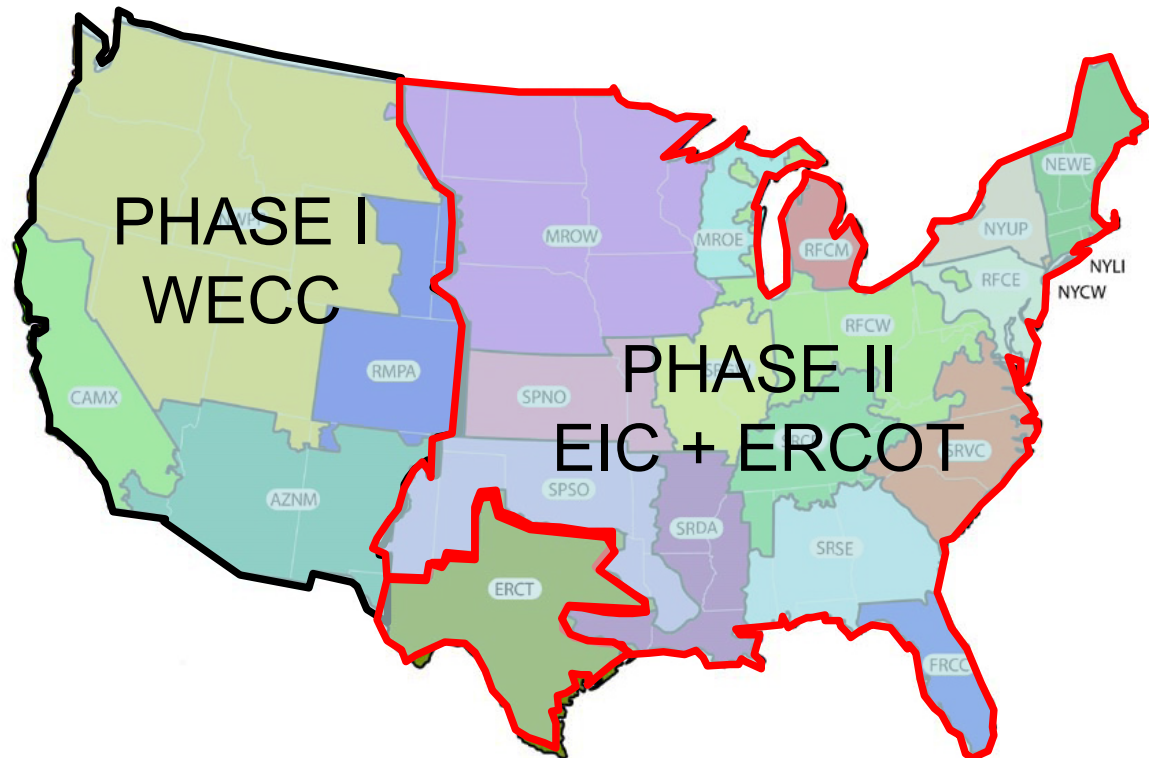 PHASE I
WECC
NEWE
NYUP
MROW
MROE
RFCM
NYLI
RFCE
NYCW
RFCW
PHASE II
RMPA
CAMX
SPNO
EIC + ERCOT
SRVC
SPSO
AZNM
SRDA
SRSE
ERCT
FRCC